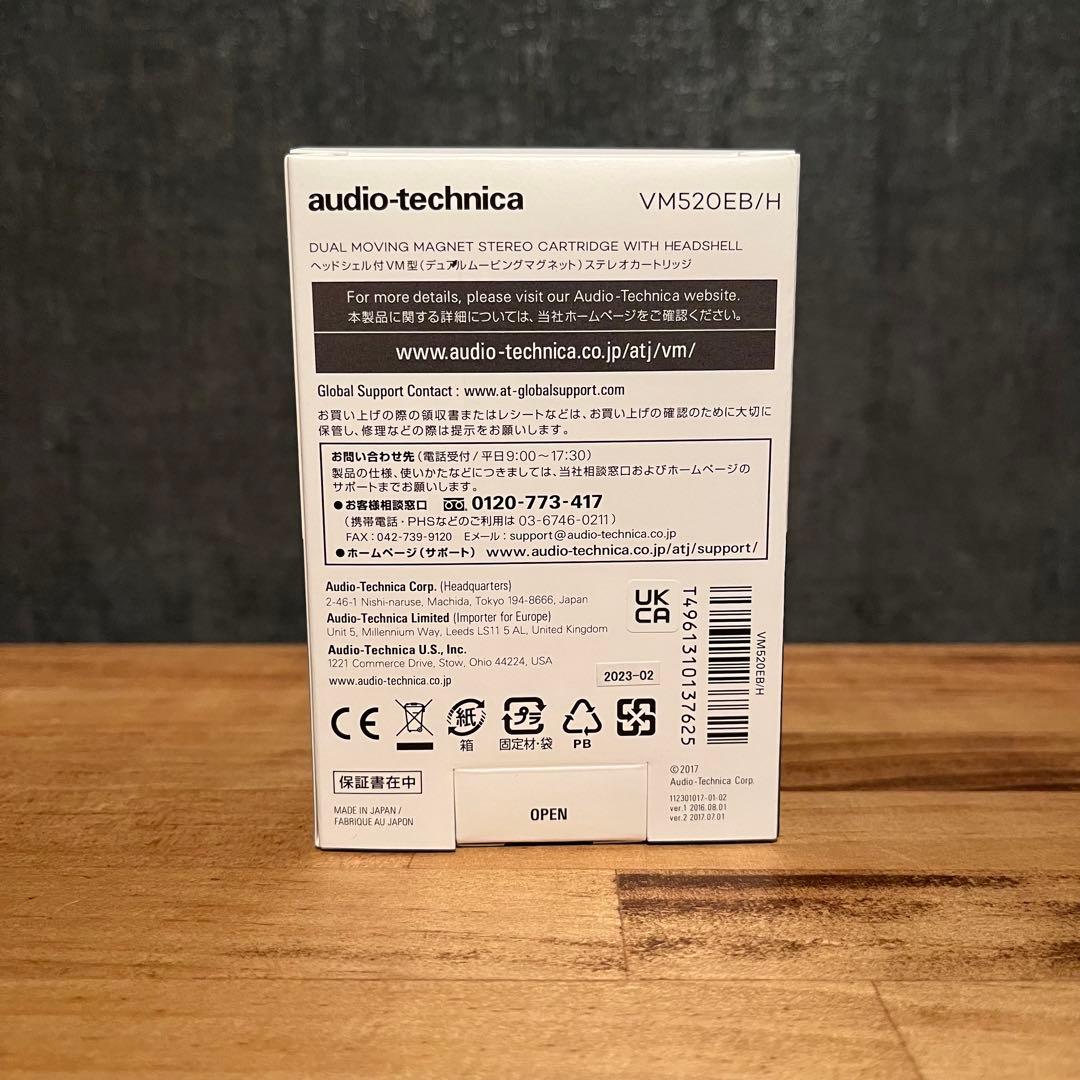 audio-technica
VM520EB/H
DUAL MOVING MAGNET STEREO CARTRIDGE WITH HEADSHELL
ヘッドシェル付VM型(デュアルムービングマグネット)ステレオカートリッジ
For more details, please visit our Audio-Technica website.
本製品に関する詳細については、当社ホームページをご確認ください。
www.audio-technica.co.jp/atj/vm/
Global Support Contact : www.at-globalsupport.com
お買い上げの際の領収書またはレシートなどは、お買い上げの確認のために大切に
保管し、修理などの際は提示をお願いします。
お問い合わせ先(電話受付/平日9:00〜17:30)
製品の仕様、使いかたなどにつきましては、当社相談窓口およびホームページの
サポートまでお願いします。
●お客様相談窓口 0120-773-417
(携帯電話・PHSなどのご利用は 03-6746-0211)
FAX:042-739-9120 Eメール:support@audio-technica.co.jp
●ホームページ(サポート) www.audio-technica.co.jp/atj/support/
Audio-Technica Corp. (Headquarters)
2-46-1 Nishi-naruse, Machida, Tokyo 194-8666, Japan
Audio-Technica Limited (Importer for Europe)
Unit 5, Millennium Way, Leeds LS11 5 AL, United Kingdom
Audio-Technica U.S., Inc.
1221 Commerce Drive, Stow, Ohio 44224, USA
www.audio-technica.co.jp
UK
CA
2023-02
T4961310137625
VM520EB/H
CE
紙
箱
プラ
固定材・袋
PB
保証書在中
MADE IN JAPAN /
FABRIQUE AU JAPON
OPEN
©2017
Audio-Technica Corp.
112301017-01-02
ver.1 2016.08.01
ver.2 2017.07.01